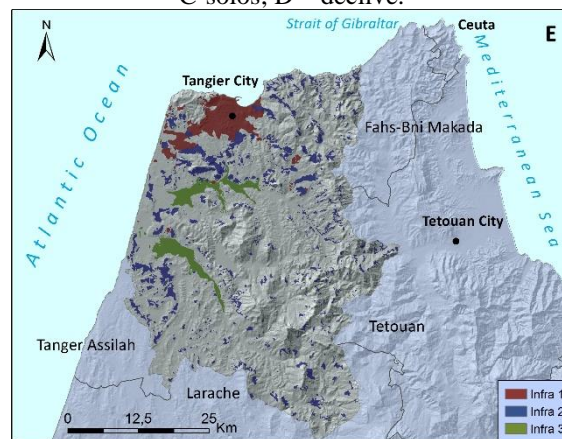 C-solos; D – declive.
Strait of Gibraltar
Ceuta
E
N
Tangier City
Atlantic Ocean
Mediterranean Sea
Fahs-Bni Makada
Tetouan City
Tanger Assilah
Tetouan
Larache
0 12,5 25
Km
Infra 1
Infra 2
Infra 3